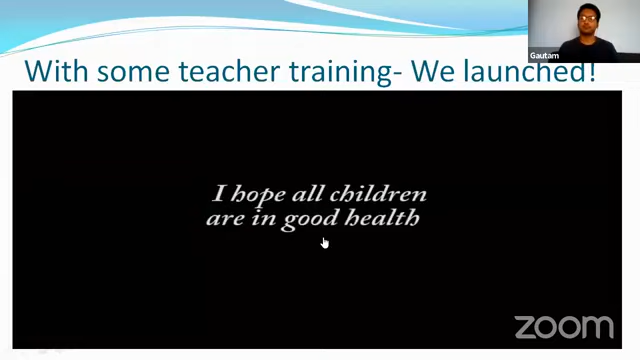 Gautam
With some teacher training- We launched!
I hope all children
are in good health
zoom